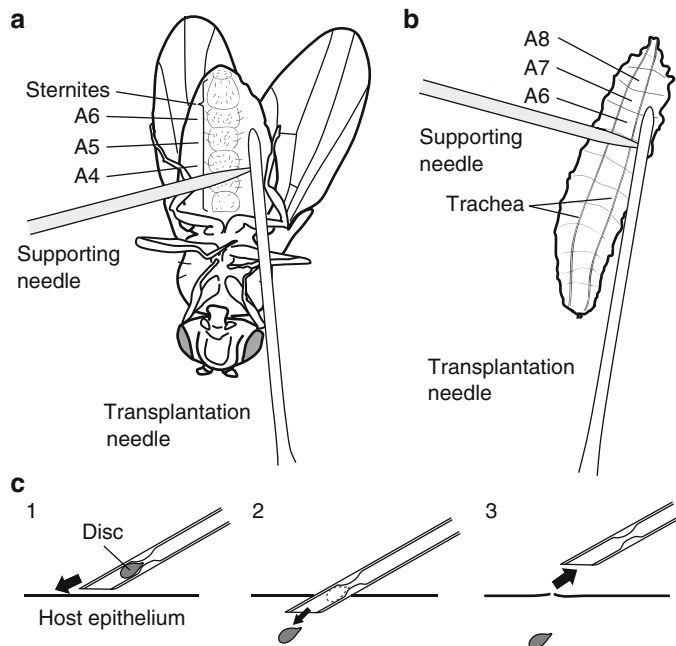 a
Sternites
A6
A5
A4
Supporting
needle
Transplantation
needle
b
A8
A7
A6
Supporting
needle
Trachea
Transplantation
needle
c
1
Disc
Host epithelium
2
3